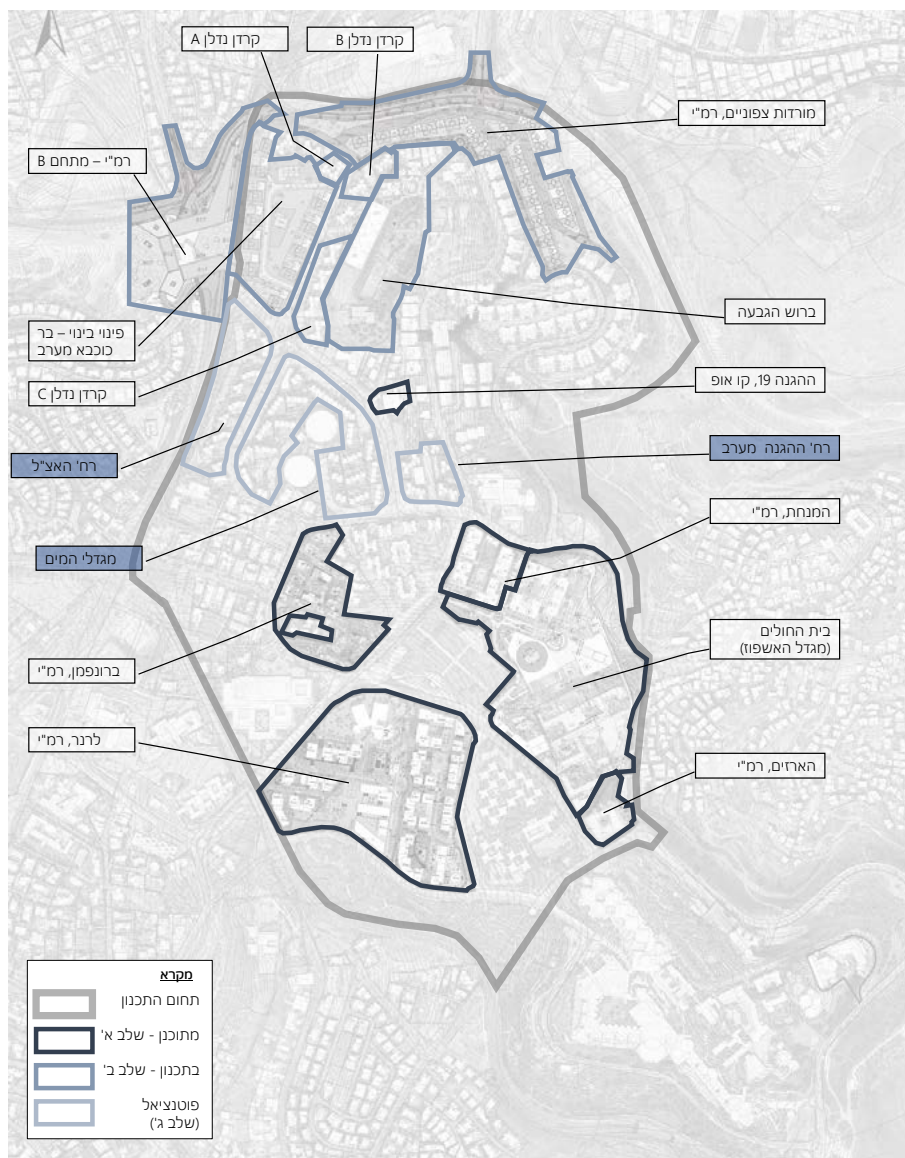 קרדן נדלן A
קרדן נדלן B
מורדות צפוניים, רמ"י
רמ"י – מתחם B
ברוש הגבעה
פינוי בינוי – בר
כוכבא מערב
ההגנה 19, קו אופ
קרדן נדלן C
רח' ההגנה מערב
רח' האצ"ל
המנחת, רמ"י
מגדלי המים
בית החולים
(מגדל האשפוז)
ברונפמן, רמ"י
לרנר, רמ"י
הארזים, רמ"י
מקרא
תחום התכנון
מתוכנן - שלב א'
בתכנון - שלב ב'
פוטנציאל
(שלב ג')